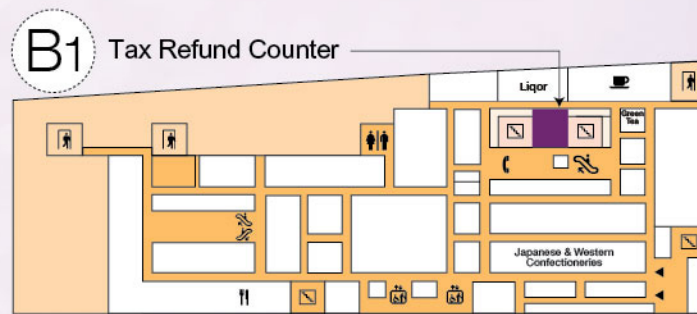 B1
Tax Refund Counter
Liqor
Green
Tea
Japanese & Western
Confectioneries